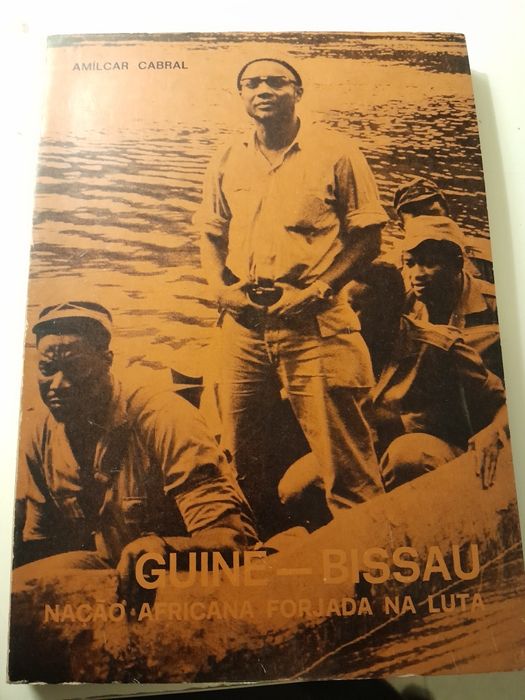 AMÍLCAR CABRAL
GUINÉ — BISSAU
NAÇÃO AFRICANA FORJADA NA LUTA